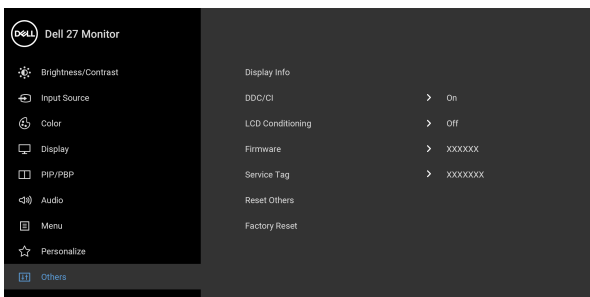 DELL Dell 27 Monitor
Brightness/Contrast
Input Source
Color
Display
PIP/PBP
Audio
Menu
Personalize
Others
Display Info
DDC/CI > On
LCD Conditioning > Off
Firmware > XXXXXX
Service Tag > XXXXXXX
Reset Others
Factory Reset